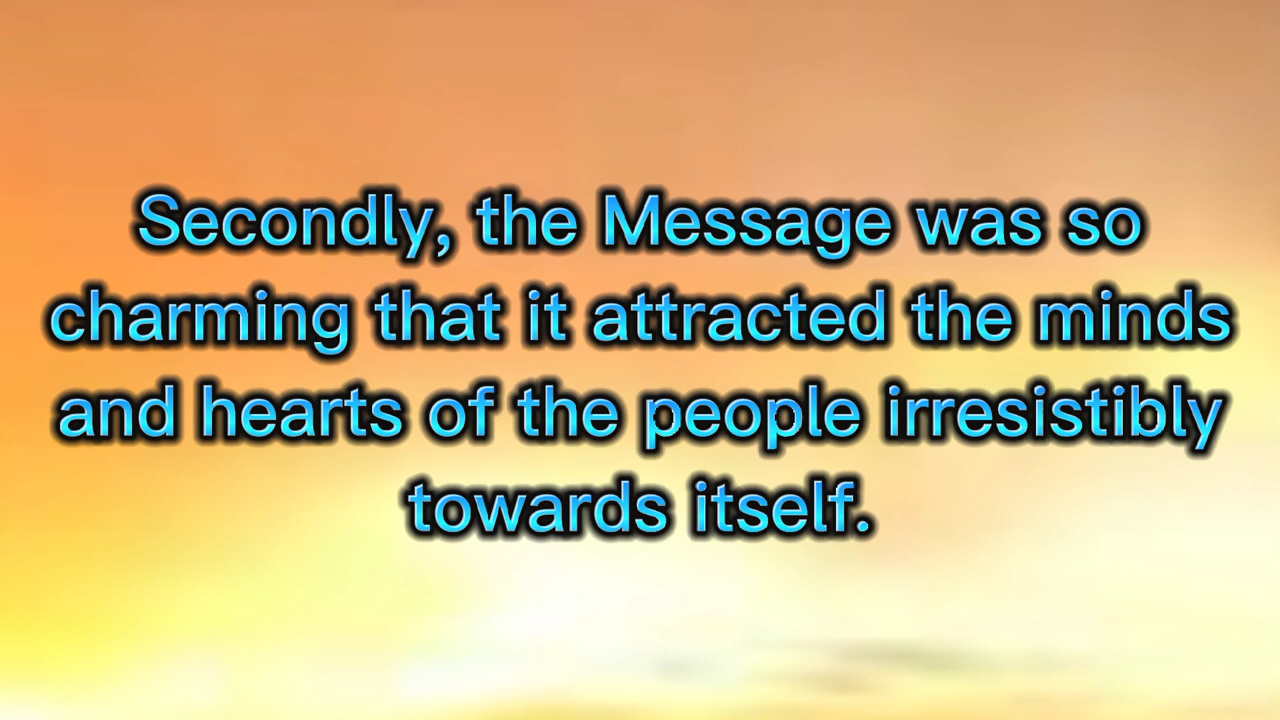 Secondly, the Message was so
charming that it attracted the minds
and hearts of the people irresistibly
towards itself.